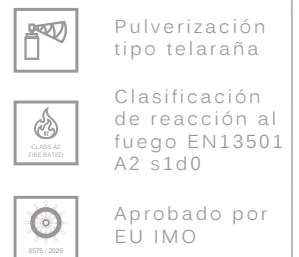 Pulverización
tipo telaraña
A2
CLASS A2
FIRE RATED
Clasificación
de reacción al
fuego EN13501
A2 s1d0
0575 / 2025
Aprobado por
EU IMO